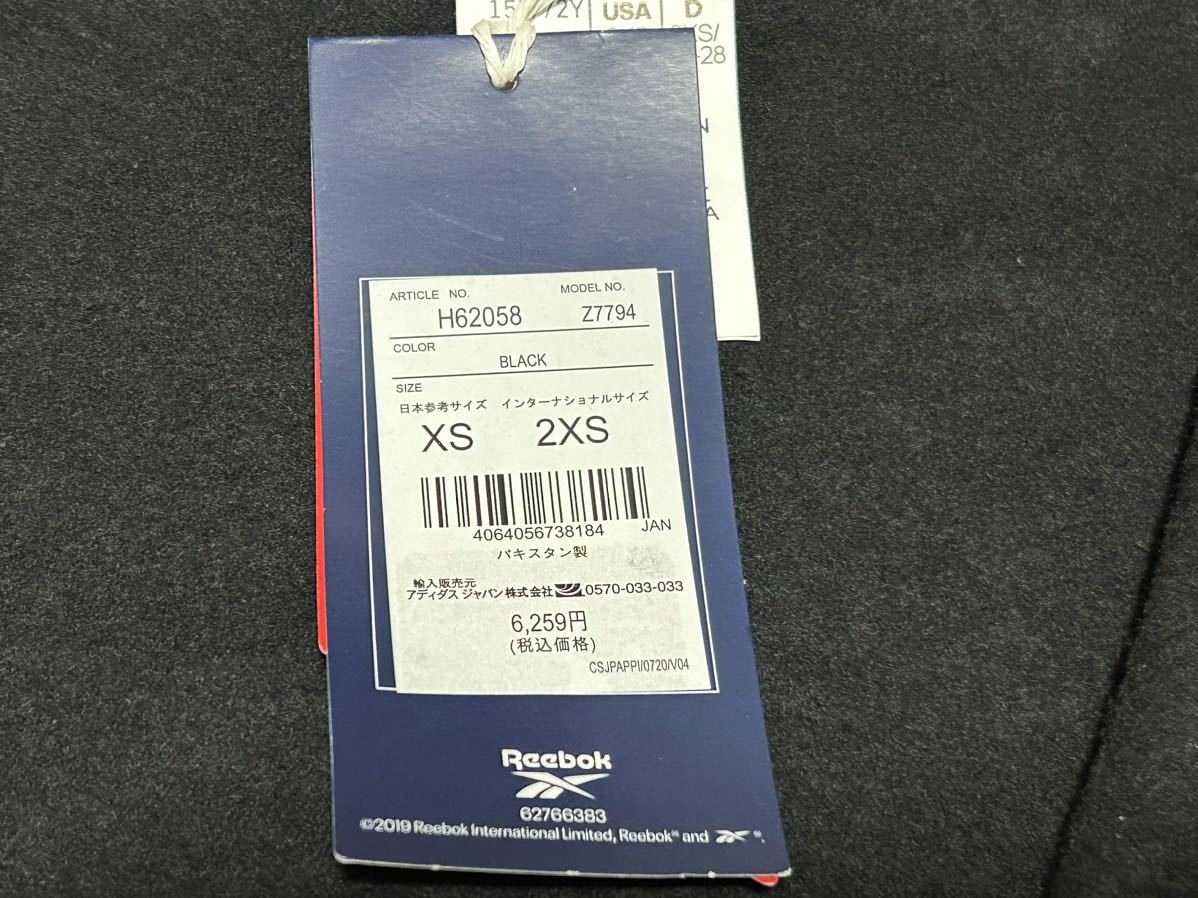 USA D
ARTICLE NO. MODEL NO.
H62058 Z7794
COLOR
BLACK
SIZE
日本参考サイズ インターナショナルサイズ
XS 2XS
4064056738184 JAN
パキスタン製
輸入販売元
アディダス ジャパン株式会社 0570-033-033
6,259円
(税込価格)
CSJPAPPI/0720/V04
Reebok
62766383
©2019 Reebok International Limited, Reebok® and ®.